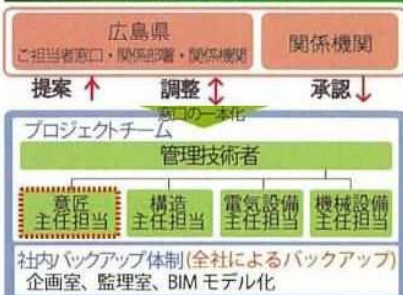 広島県
ご担当者窓口・関係部署・関係機関
関係機関
提案
調整
承認
窓口の一本化
プロジェクトチーム
管理技術者
意匠
主任担当
構造
主任担当
電気設備
主任担当
機械設備
主任担当
社内バックアップ体制(全社によるバックアップ)
企画室、監理室、BIM モデル化